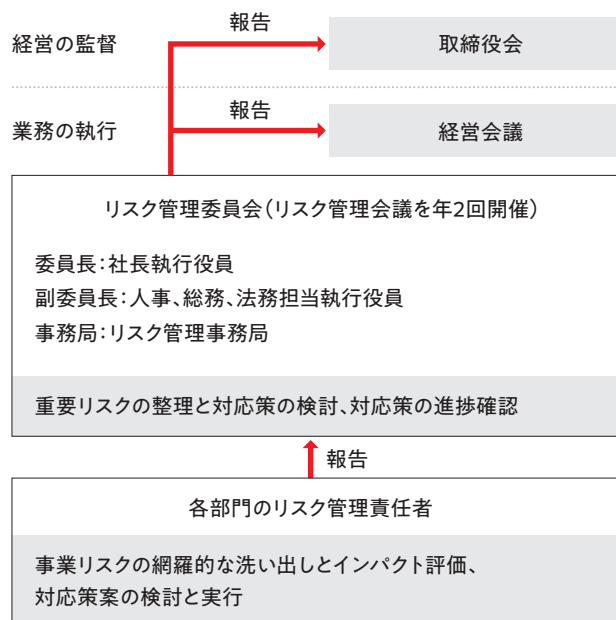 報告
経営の監督
取締役会
報告
業務の執行
経営会議
リスク管理委員会(リスク管理会議を年2回開催)
委員長:社長執行役員
副委員長:人事、総務、法務担当執行役員
事務局:リスク管理事務局
重要リスクの整理と対応策の検討、対応策の進捗確認
報告
各部門のリスク管理責任者
事業リスクの網羅的な洗い出しとインパクト評価、
対応策案の検討と実行